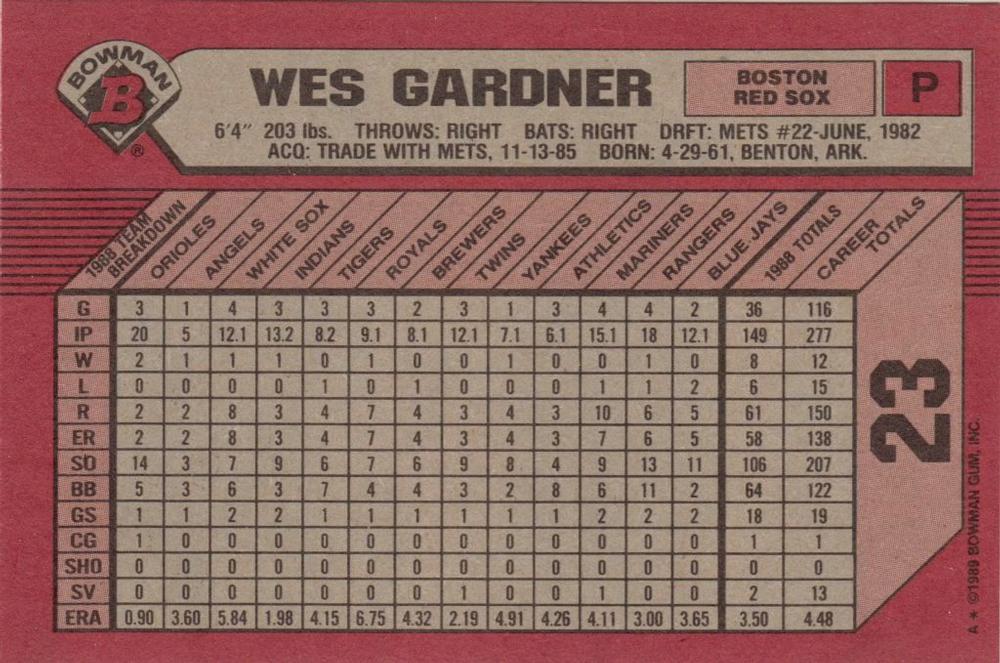 BOWMAN
B
®
WES GARDNER
BOSTON
RED SOX
P
6'4" 203 lbs. THROWS: RIGHT BATS: RIGHT DRFT: METS #22-JUNE, 1982
ACQ: TRADE WITH METS, 11-13-85 BORN: 4-29-61, BENTON, ARK.
1988 TEAM BREAKDOWN ORIOLES ANGELS WHITE SOX INDIANS TIGERS ROYALS BREWERS TWINS YANKEES ATHLETICS MARINERS RANGERS BLUE JAYS 1988 TOTALS CAREER TOTALS
G 3 1 4 3 3 3 2 3 1 3 4 4 2 36 116
IP 20 5 12.1 13.2 8.2 9.1 8.1 12.1 7.1 6.1 15.1 18 12.1 149 277
W 2 1 1 1 0 1 0 0 1 0 0 1 0 8 12
L 0 0 0 0 1 0 1 0 0 0 1 1 2 6 15
R 2 2 8 3 4 7 4 3 4 3 10 6 5 61 150
ER 2 2 8 3 4 7 4 3 4 3 7 6 5 58 138
SO 14 3 7 9 6 7 6 9 8 4 9 13 11 106 207
BB 5 3 6 3 7 4 4 3 2 8 6 11 2 64 122
GS 1 1 2 2 1 1 1 1 1 1 2 2 2 18 19
CG 1 0 0 0 0 0 0 0 0 0 0 0 0 1 1
SHO 0 0 0 0 0 0 0 0 0 0 0 0 0 0 0
SV 0 0 0 0 0 0 0 1 0 0 1 0 0 2 13
ERA 0.90 3.60 5.84 1.98 4.15 6.75 4.32 2.19 4.91 4.26 4.11 3.00 3.65 3.50 4.48
23
A * ©1989 BOWMAN GUM, INC.